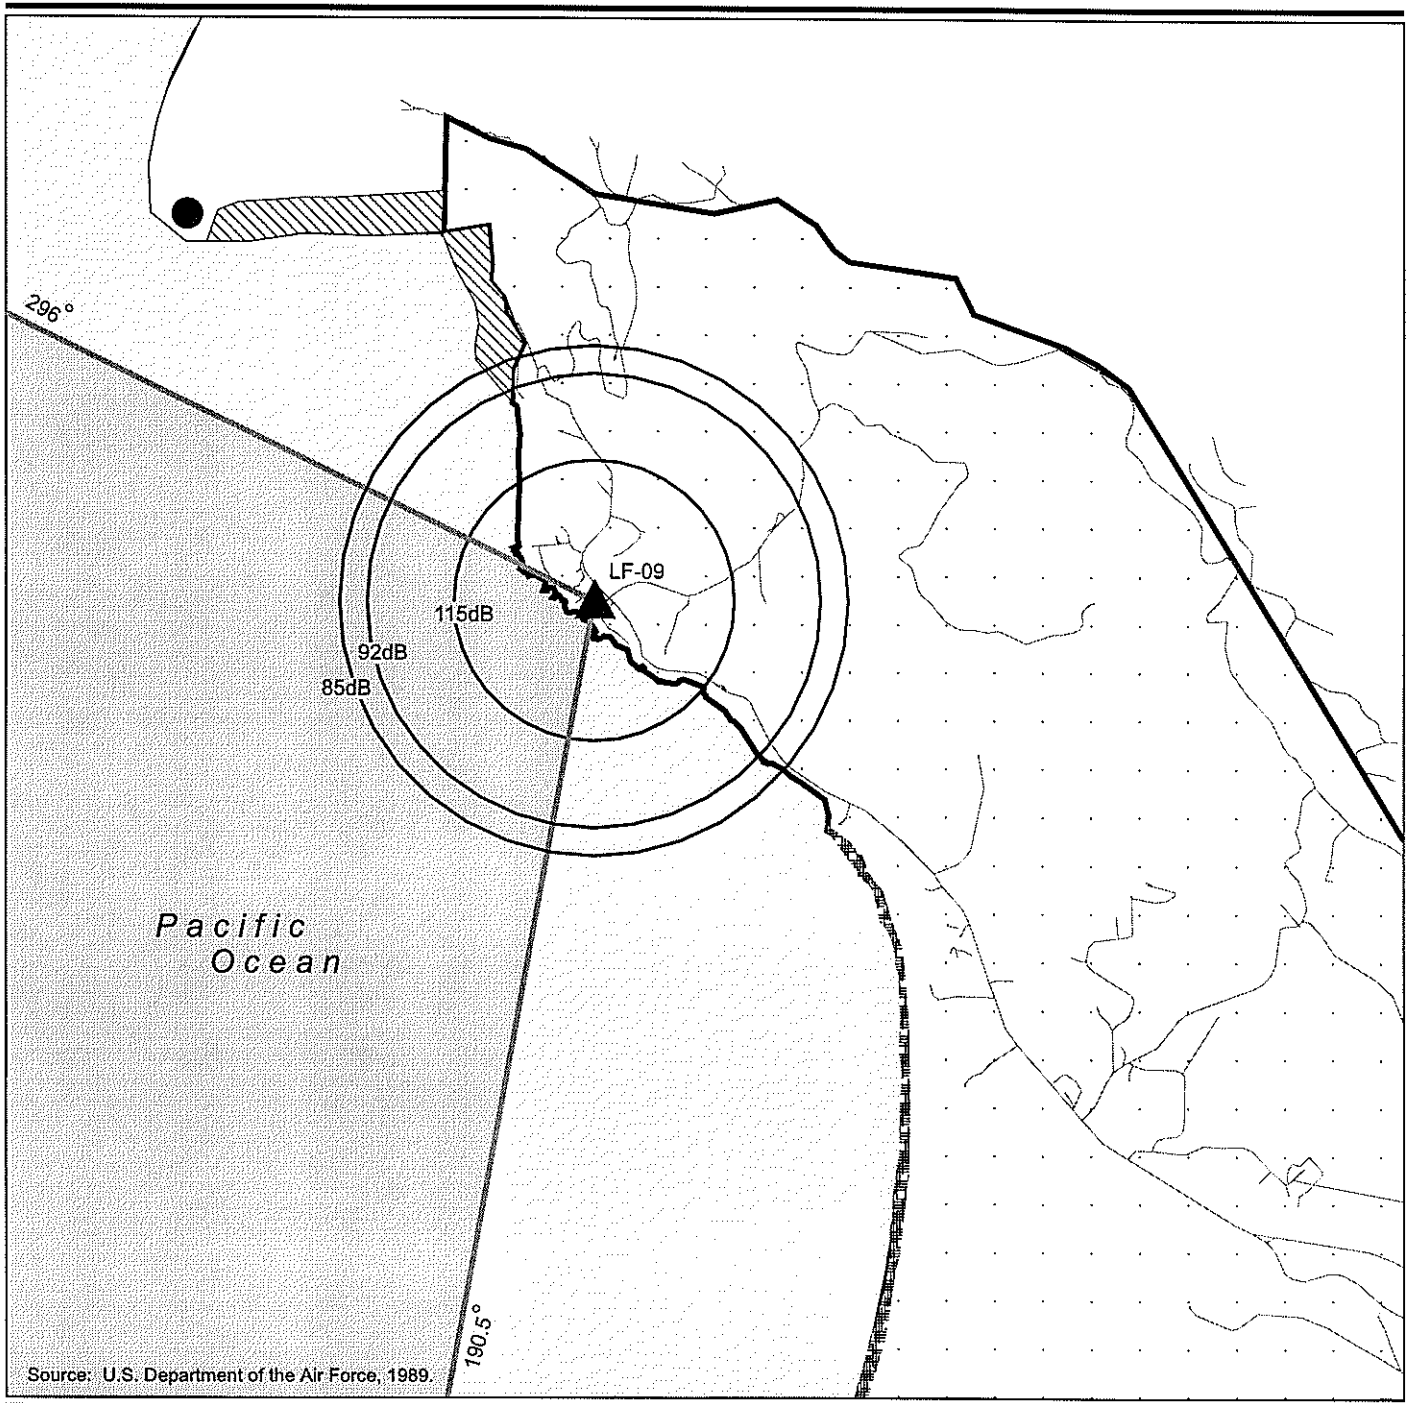 296°
LF-09
115dB
92dB
85dB
Pacific
Ocean
190.5°
Source: U.S. Department of the Air Force, 1989.